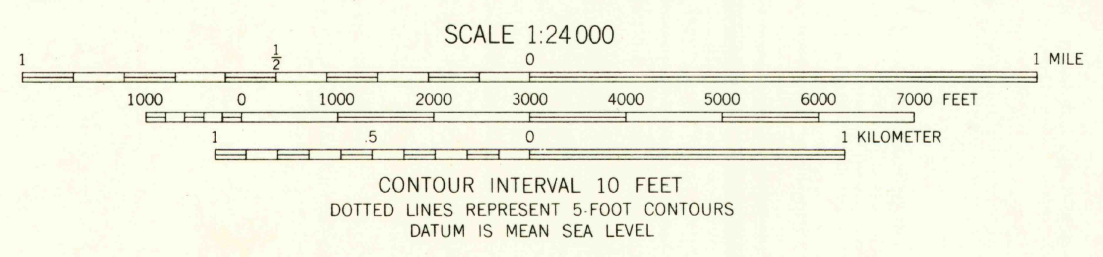 SCALE 1:24 000
1 1/2 0 1 MILE
1000 0 1000 2000 3000 4000 5000 6000 7000 FEET
1 .5 0 1 KILOMETER
CONTOUR INTERVAL 10 FEET
DOTTED LINES REPRESENT 5-FOOT CONTOURS
DATUM IS MEAN SEA LEVEL